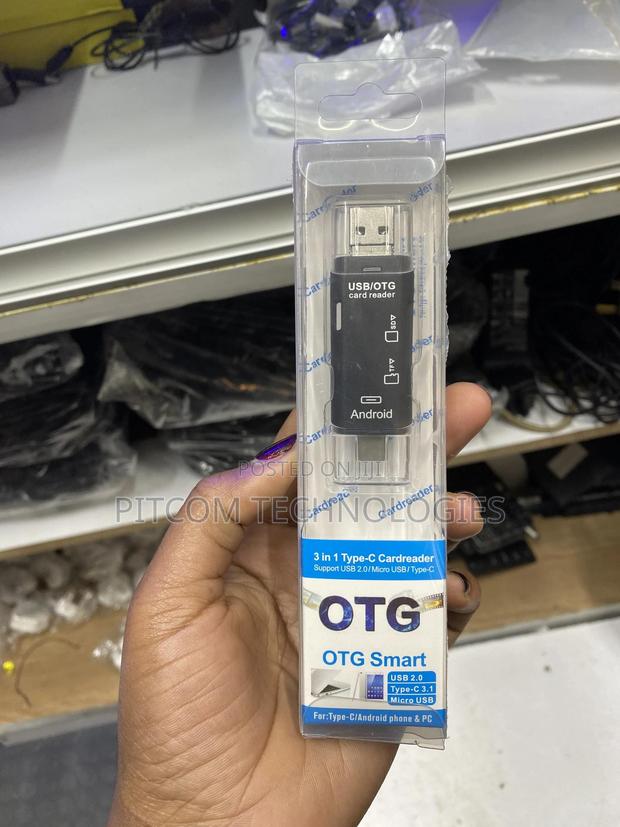 CardReader
USB/OTG
card reader
SD
TF
Android
POSTED ON JIJI
PITCOM TECHNOLOGIES
Cardreader
3 in 1 Type-C Cardreader
Support USB 2.0/Micro USB/Type-C
OTG
OTG Smart
USB 2.0
Type-C 3.1
Micro USB
For:Type-C/Android phone & PC